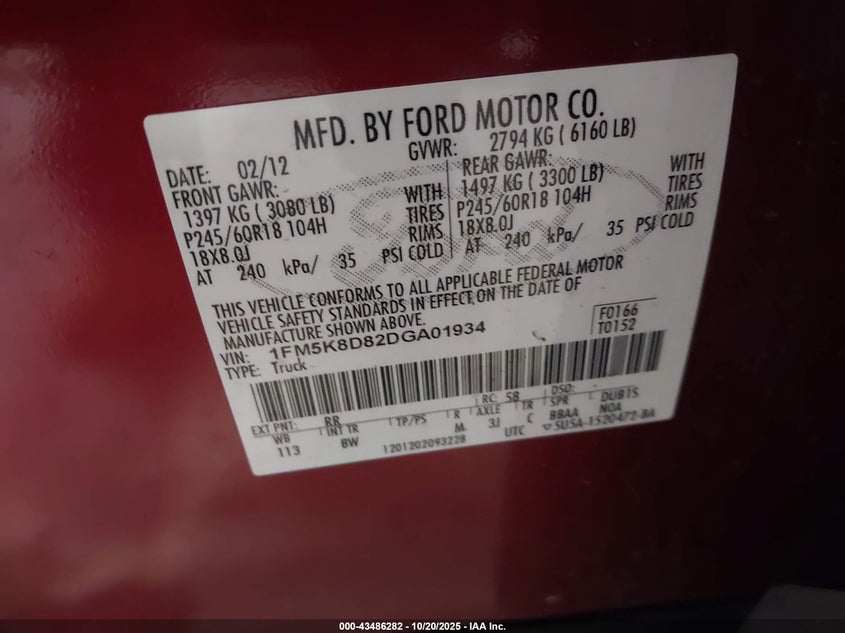 MFD. BY FORD MOTOR CO.
DATE: 02/12 GVWR: 2794 KG ( 6160 LB)
FRONT GAWR: REAR GAWR:
1397 KG ( 3080 LB) WITH 1497 KG ( 3300 LB) WITH
P245/60R18 104H TIRES P245/60R18 104H TIRES
18X8.0J RIMS 18X8.0J RIMS
AT 240 kPa/ 35 PSI COLD AT 240 kPa/ 35 PSI COLD
Ford
THIS VEHICLE CONFORMS TO ALL APPLICABLE FEDERAL MOTOR
VEHICLE SAFETY STANDARDS IN EFFECT ON THE DATE OF
MANUFACTURE SHOWN ABOVE.
F0166
T0152
VIN: 1FM5K8D82DGA01934
TYPE: Truck
EXT PNT: RR RC: 58 DSO:
WB INT TR TP/PS R AXLE TR SPR DUBTS
113 BW M 3J C BBAA NOA
1201202093228 UTC ▽5U5A-1520472-BA
000-43486282 - 10/20/2025 - IAA Inc.